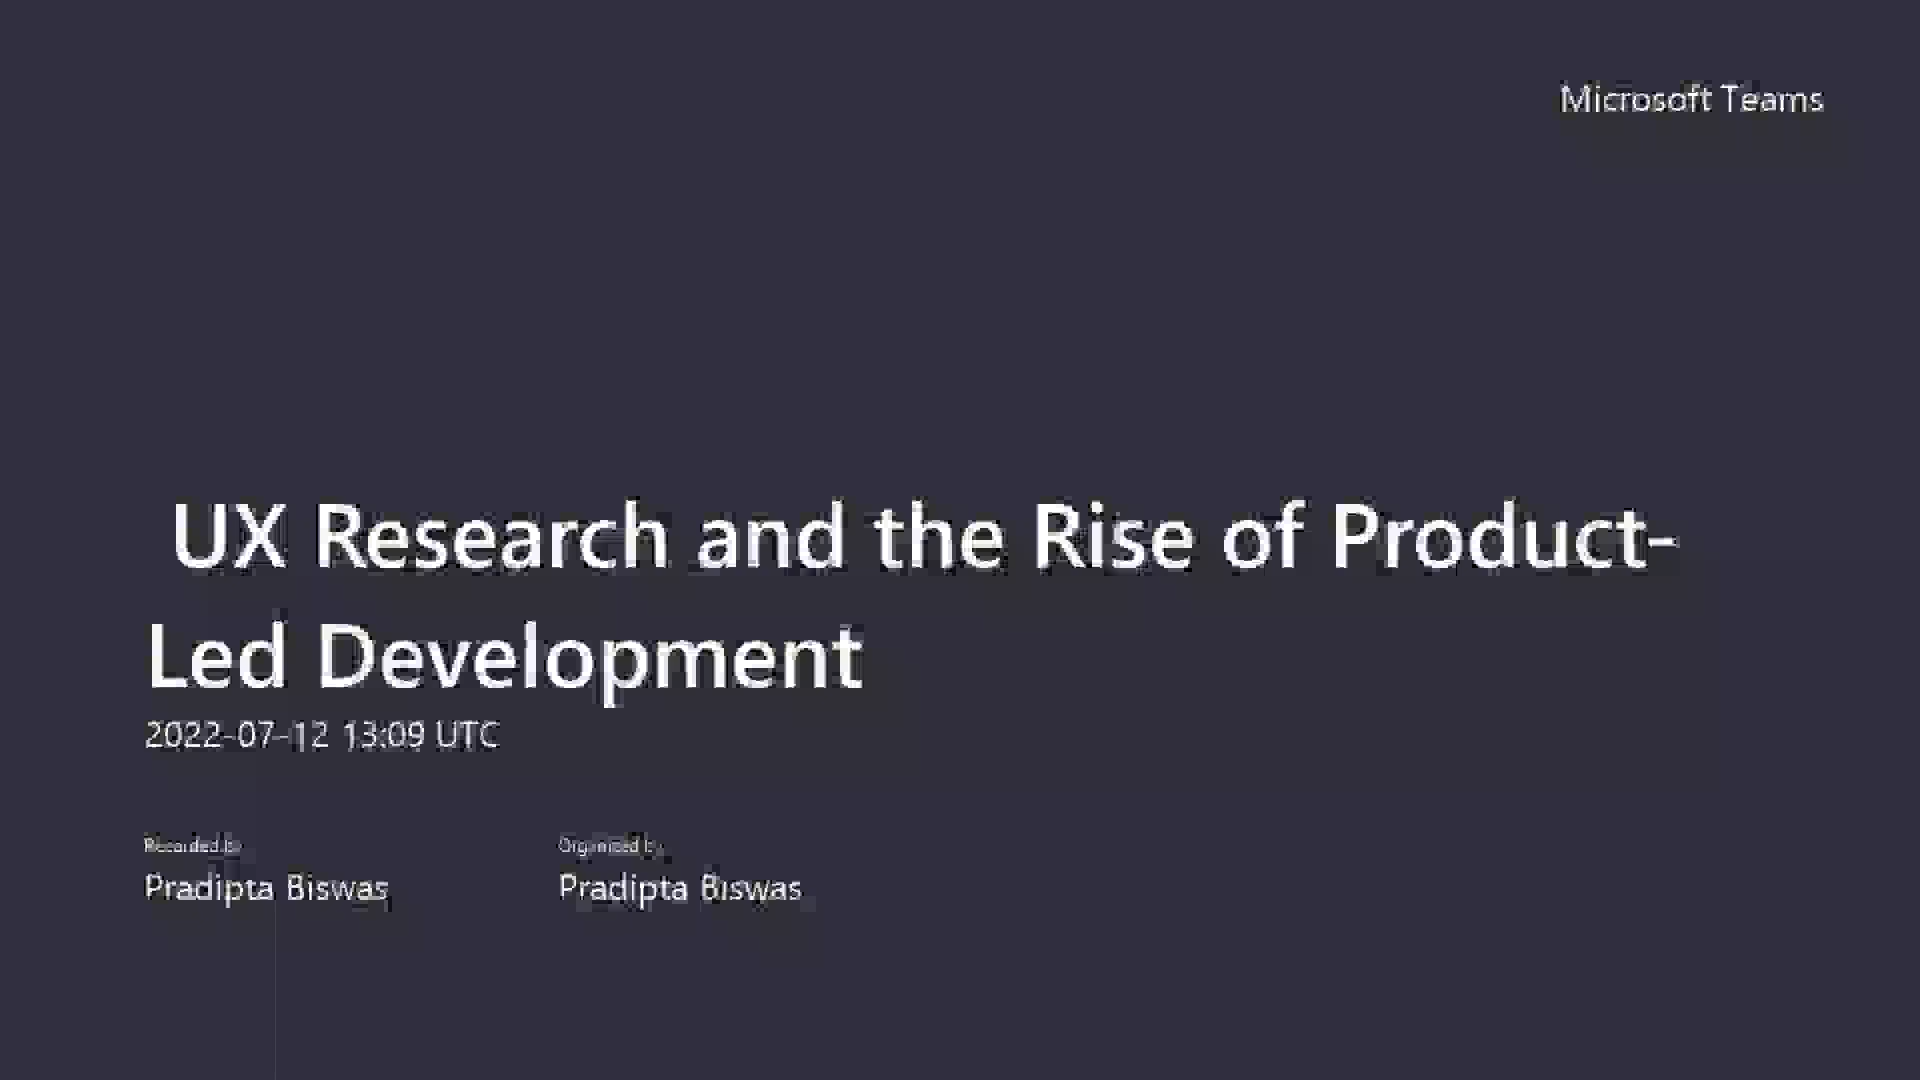 Microsoft Teams
UX Research and the Rise of Product-
Led Development
2022-07-12 13:09 UTC
Recorded by
Organized by
Pradipta Biswas
Pradipta Biswas